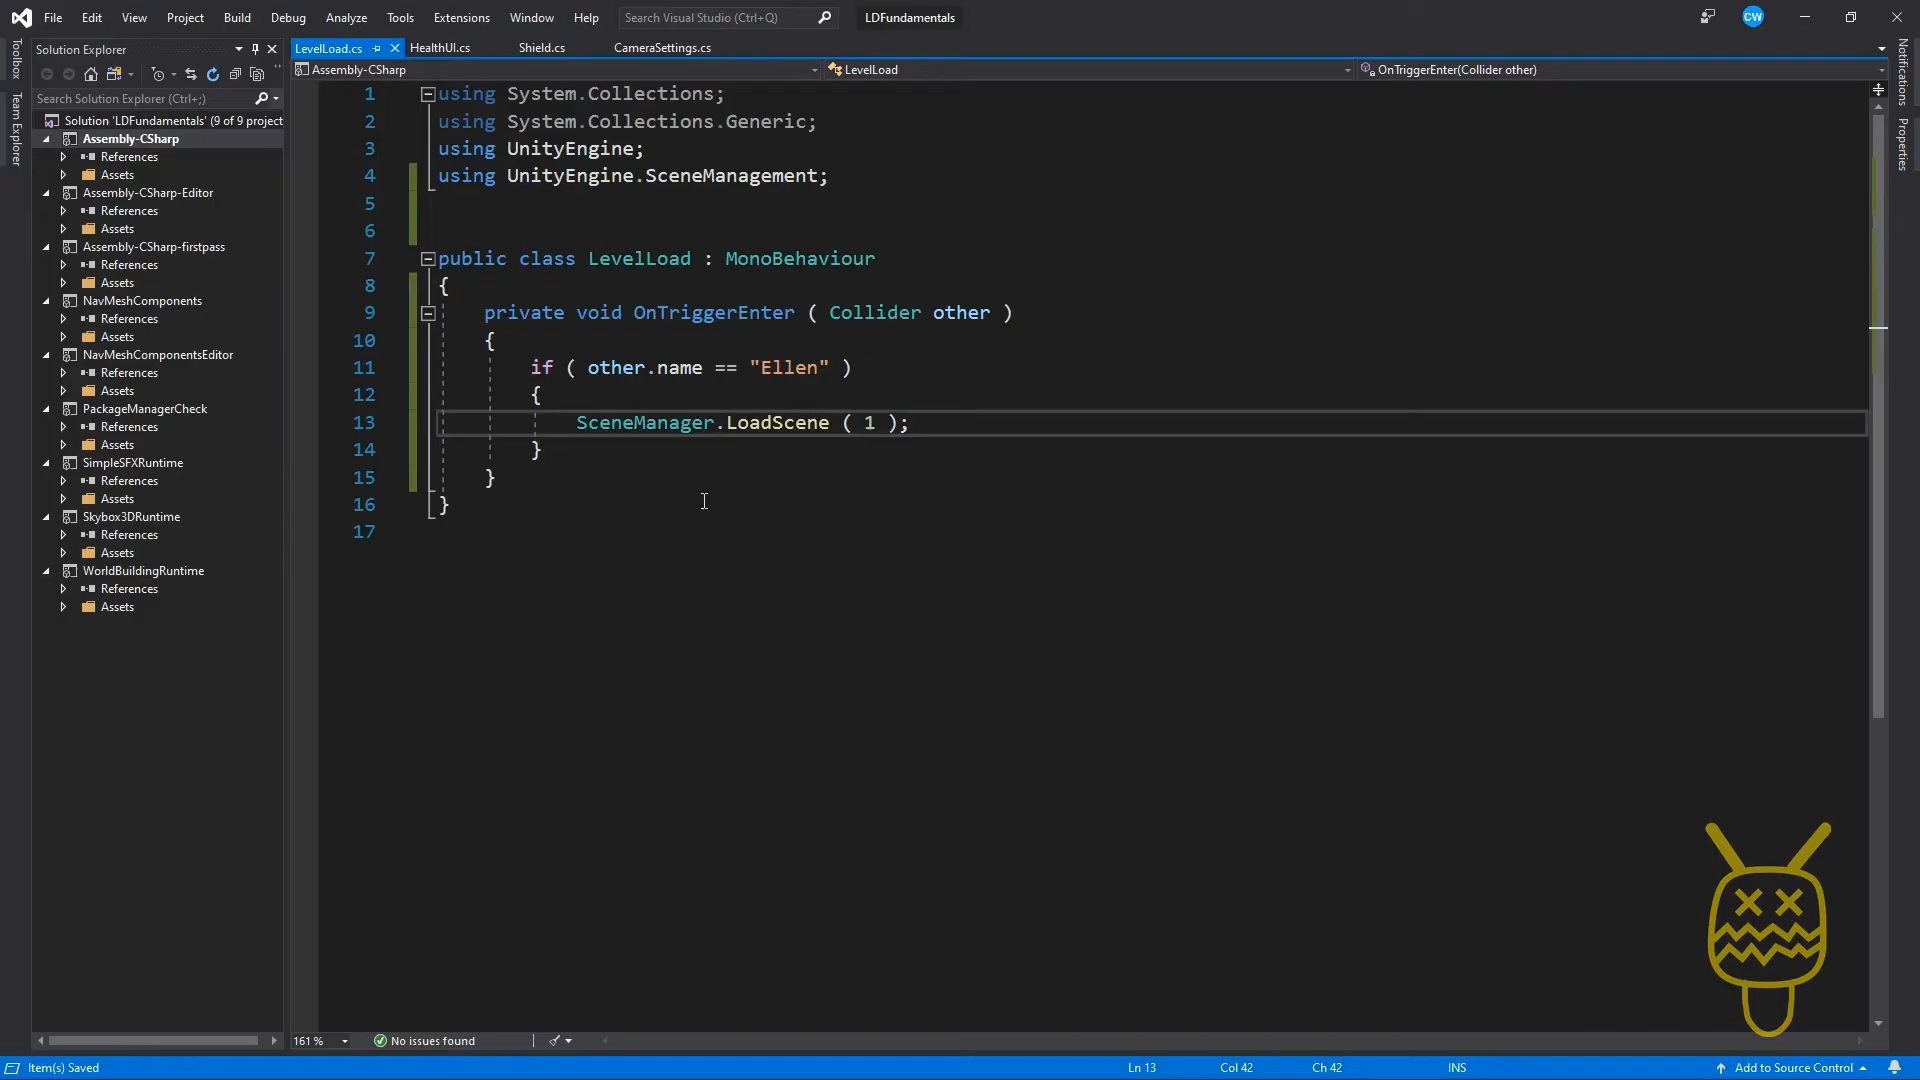 File Edit View Project Build Debug Analyze Tools Extensions Window Help Search Visual Studio (Ctrl+Q) LDFundamentals CW
Toolbox
Team Explorer
Solution Explorer
Search Solution Explorer (Ctrl+;)
Solution 'LDFundamentals' (9 of 9 project
Assembly-CSharp
References
Assets
Assembly-CSharp-Editor
References
Assets
Assembly-CSharp-firstpass
References
Assets
NavMeshComponents
References
Assets
NavMeshComponentsEditor
References
Assets
PackageManagerCheck
References
Assets
SimpleSFXRuntime
References
Assets
Skybox3DRuntime
References
Assets
WorldBuildingRuntime
References
Assets
LevelLoad.cs HealthUI.cs Shield.cs CameraSettings.cs
Assembly-CSharp LevelLoad OnTriggerEnter(Collider other)
1 using System.Collections;
2 using System.Collections.Generic;
3 using UnityEngine;
4 using UnityEngine.SceneManagement;
5
6
7 public class LevelLoad : MonoBehaviour
8 {
9 private void OnTriggerEnter ( Collider other )
10 {
11 if ( other.name == "Ellen" )
12 {
13 SceneManager.LoadScene ( 1 );
14 }
15 }
16 }
17
Notifications
Properties
161 % No issues found
Item(s) Saved Ln 13 Col 42 Ch 42 INS Add to Source Control